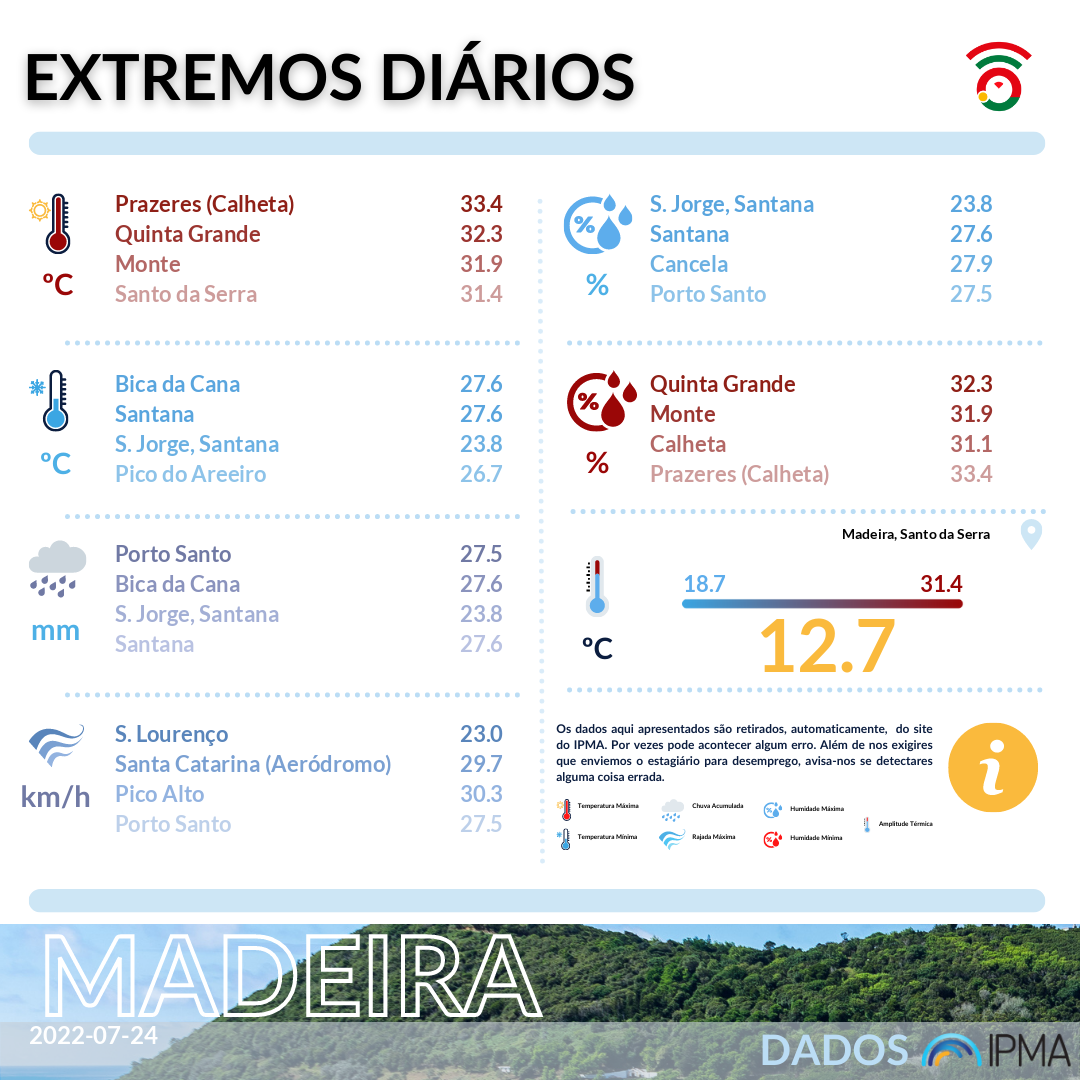 EXTREMOS DIÁRIOS
Prazeres (Calheta) 33.4
Quinta Grande 32.3
Monte 31.9
Santo da Serra 31.4
ºC
Bica da Cana 27.6
Santana 27.6
S. Jorge, Santana 23.8
Pico do Areeiro 26.7
ºC
Porto Santo 27.5
Bica da Cana 27.6
S. Jorge, Santana 23.8
Santana 27.6
mm
S. Lourenço 23.0
Santa Catarina (Aeródromo) 29.7
Pico Alto 30.3
Porto Santo 27.5
km/h
%
S. Jorge, Santana 23.8
Santana 27.6
Cancela 27.9
Porto Santo 27.5
%
%
Quinta Grande 32.3
Monte 31.9
Calheta 31.1
Prazeres (Calheta) 33.4
%
Madeira, Santo da Serra
18.7 31.4
12.7
ºC
Os dados aqui apresentados são retirados, automaticamente, do site
do IPMA. Por vezes pode acontecer algum erro. Além de nos exigires
que enviemos o estagiário para desemprego, avisa-nos se detectares
alguma coisa errada.
i
Temperatura Máxima
Chuva Acumulada
Humidade Máxima
Amplitude Térmica
Temperatura Mínima
Rajada Máxima
Humidade Mínima
MADEIRA
2022-07-24
DADOS IPMA